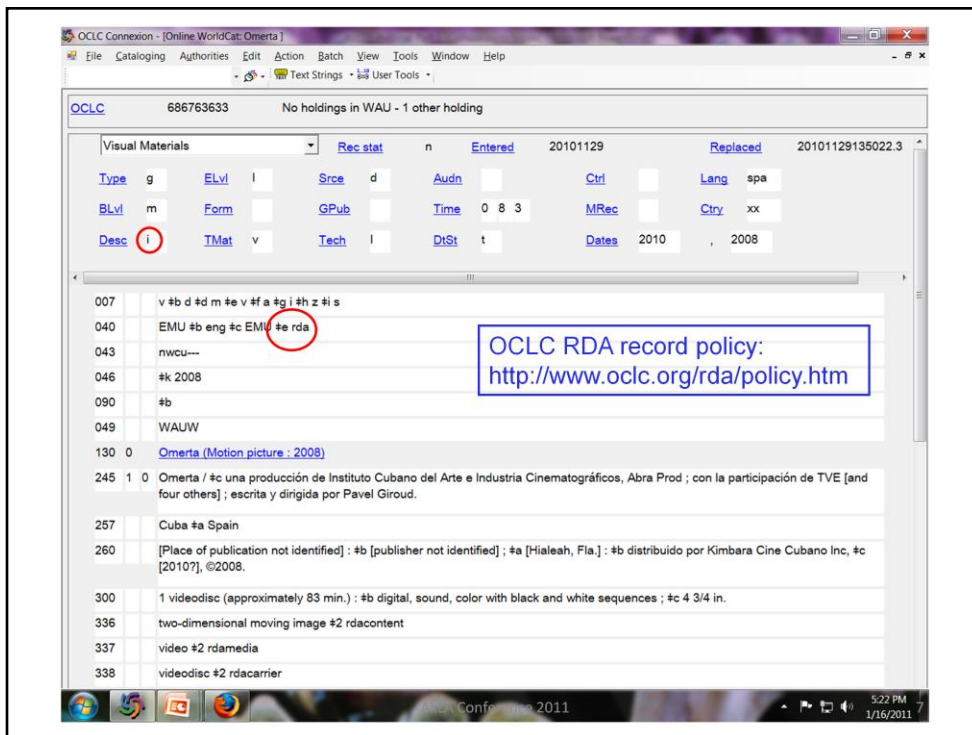 OCLC Connexion - [Online WorldCat: Omerta ]
File Cataloging Authorities Edit Action Batch View Tools Window Help
Text Strings User Tools
OCLC 686763633 No holdings in WAU - 1 other holding
Visual Materials Rec stat n Entered 20101129 Replaced 20101129135022.3
Type g ELvl I Srce d Audn Ctrl Lang spa
BLvl m Form GPub Time 0 8 3 MRec Ctry xx
Desc i TMat v Tech l DtSt t Dates 2010 , 2008
007 v ‡b d ‡d m ‡e v ‡f a ‡g i ‡h z ‡i s
040 EMU ‡b eng ‡c EMU ‡e rda
043 nwcu---
046 ‡k 2008
090 ‡b
049 WAUW
OCLC RDA record policy:
http://www.oclc.org/rda/policy.htm
130 0 Omerta (Motion picture : 2008)
245 1 0 Omerta / ‡c una producción de Instituto Cubano del Arte e Industria Cinematográficos, Abra Prod ; con la participación de TVE [and
four others] ; escrita y dirigida por Pavel Giroud.
257 Cuba ‡a Spain
260 [Place of publication not identified] : ‡b [publisher not identified] ; ‡a [Hialeah, Fla.] : ‡b distribuido por Kimbara Cine Cubano Inc, ‡c
[2010?], ©2008.
300 1 videodisc (approximately 83 min.) : ‡b digital, sound, color with black and white sequences ; ‡c 4 3/4 in.
336 two-dimensional moving image ‡2 rdacontent
337 video ‡2 rdamedia
338 videodisc ‡2 rdacarrier
Conference 2011
5:22 PM
1/16/2011
7